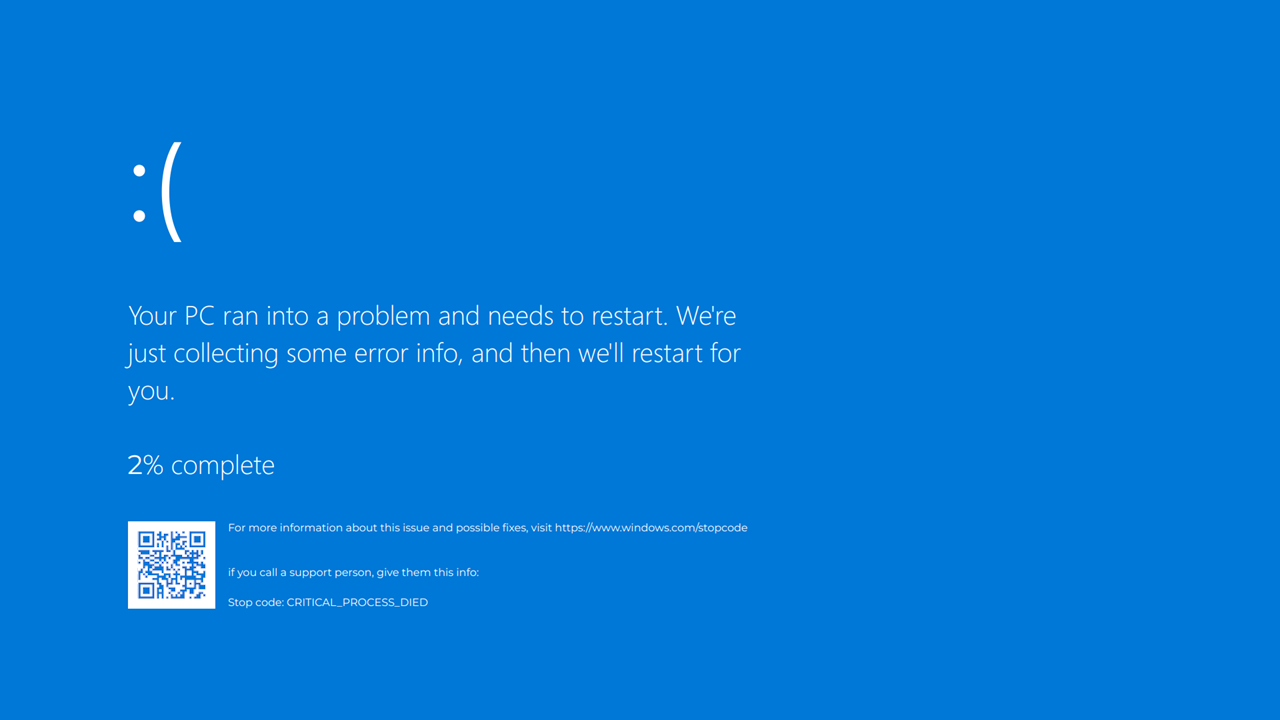 :(
Your PC ran into a problem and needs to restart. We're
just collecting some error info, and then we'll restart for
you.
2% complete
For more information about this issue and possible fixes, visit https://www.windows.com/stopcode
if you call a support person, give them this info:
Stop code: CRITICAL_PROCESS_DIED